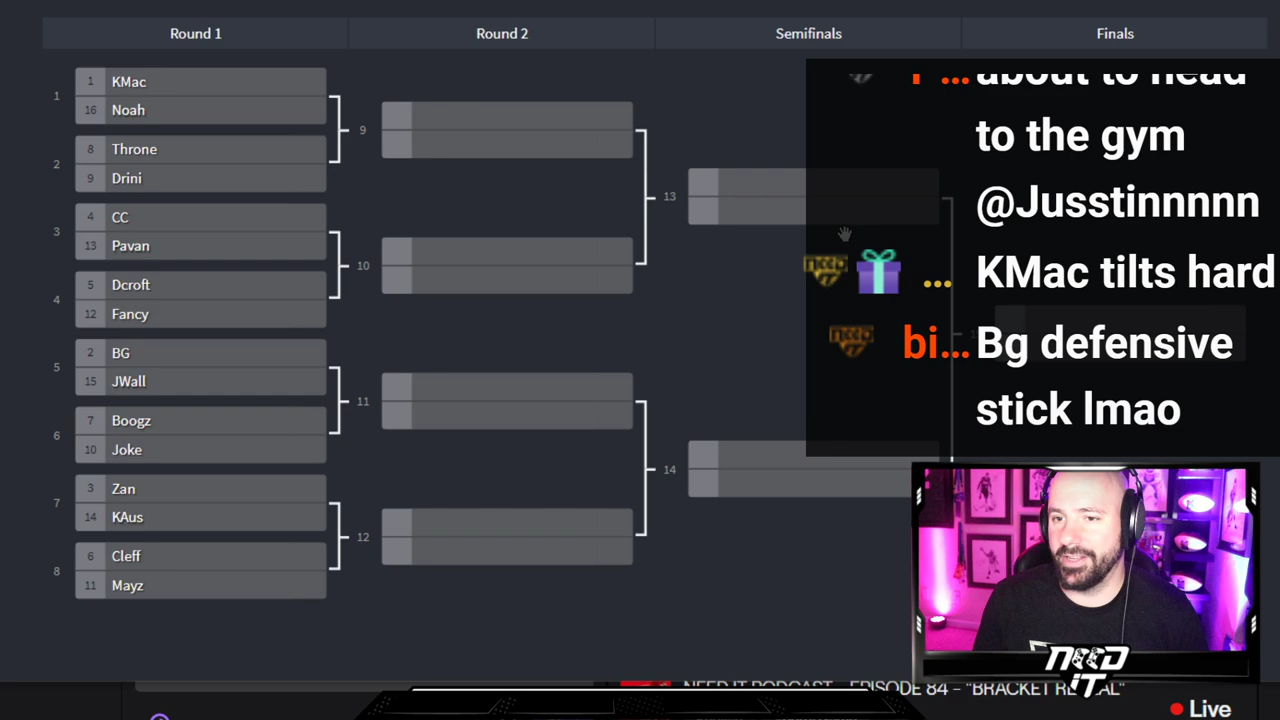 Round 1
Round 2
Semifinals
Finals
1
1 KMac
16 Noah
2
8 Throne
9 Drini
3
4 CC
13 Pavan
4
5 Dcroft
12 Fancy
5
2 BG
15 JWall
6
7 Boogz
10 Joke
7
3 Zan
14 KAus
8
6 Cleff
11 Mayz
9
10
11
12
13
14
about to head
to the gym
@Jusstinnnnn
... KMac tilts hard
bi... Bg defensive
stick lmao
NEED
IT
NEED IT PODCAST - EPISODE 84 - "BRACKET
Live